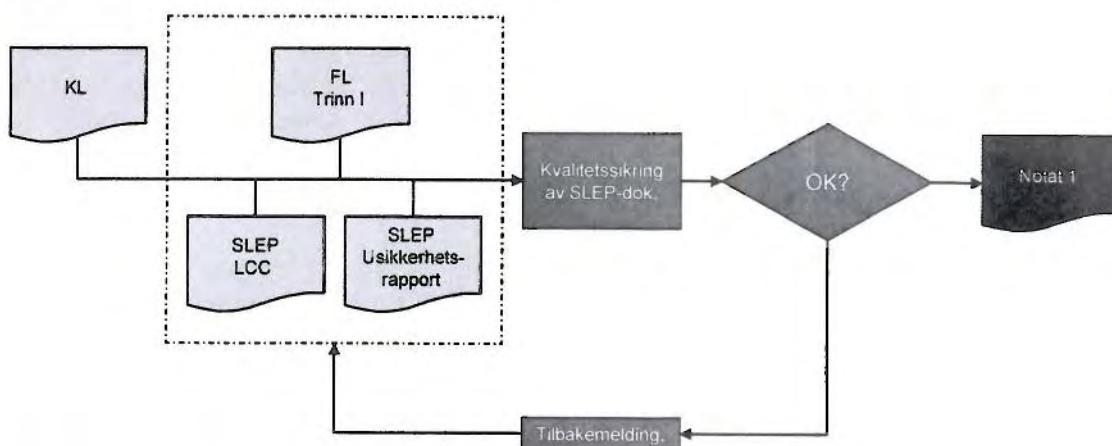 KL
FL
Trinn I
SLEP
LCC
SLEP
Usikkerhets-
rapport
Kvalitetssikring
av SLEP-dok.
OK?
Notat 1
Tilbakemelding.